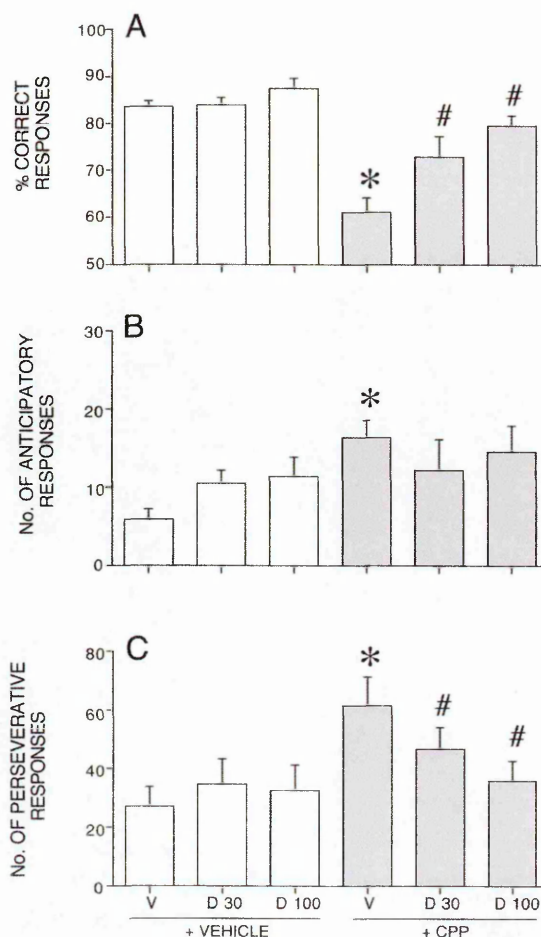 A
% CORRECT
RESPONSES
100
90
80
70
60
50
*
#
#
B
No. OF ANTICIPATORY
RESPONSES
30
20
10
0
*
C
No. OF PERSEVERATIVE
RESPONSES
80
60
40
20
0
*
#
#
V D 30 D 100 V D 30 D 100
+ VEHICLE + CPP